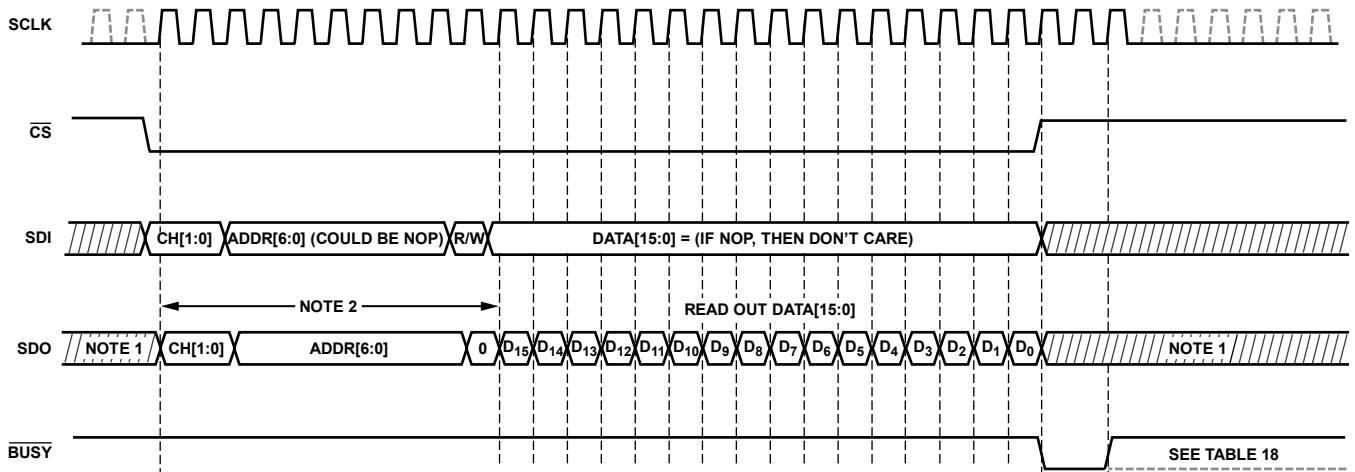 SCLK
CS
SDI
CH[1:0]
ADDR[6:0] (COULD BE NOP)
R/W
DATA[15:0] = (IF NOP, THEN DON'T CARE)
NOTE 2
READ OUT DATA[15:0]
SDO
NOTE 1
CH[1:0]
ADDR[6:0]
0
D15
D14
D13
D12
D11
D10
D9
D8
D7
D6
D5
D4
D3
D2
D1
D0
NOTE 1
BUSY
SEE TABLE 18